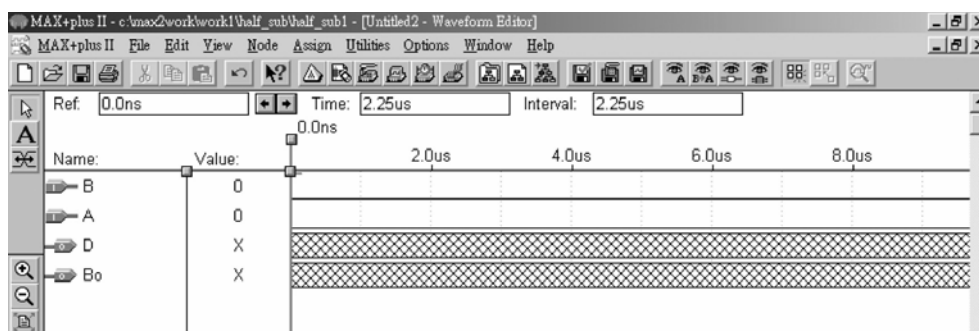 MAX+plus II - c:\max2work\work1\half_sub\half_sub1 - [Untitled2 - Waveform Editor]
MAX+plus II File Edit View Node Assign Utilities Options Window Help
Ref: 0.0ns Time: 2.25us Interval: 2.25us
0.0ns
Name: Value: 2.0us 4.0us 6.0us 8.0us
B 0
A 0
D X
Bo X